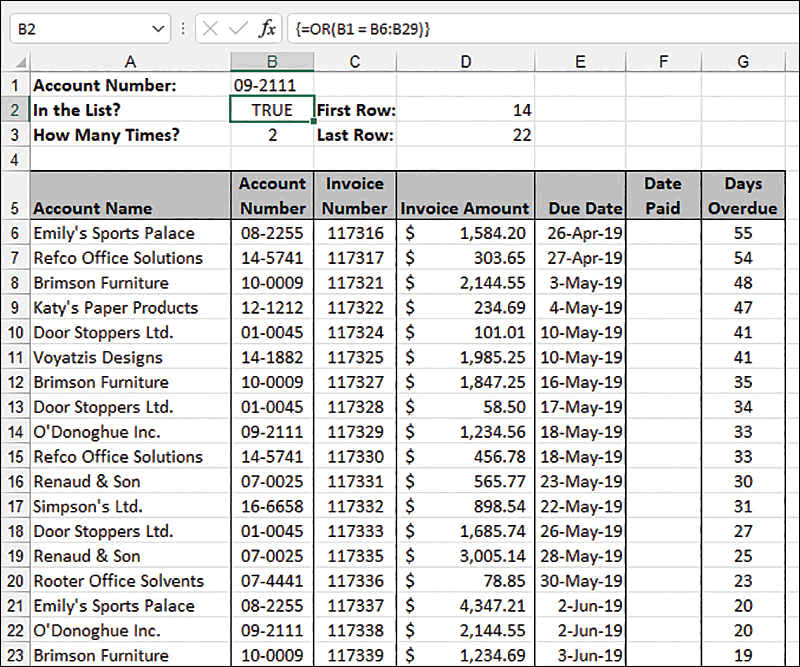 B2 fx {=OR(B1 = B6:B29)}
A B C D E F G
1 Account Number: 09-2111
2 In the List? TRUE First Row: 14
3 How Many Times? 2 Last Row: 22
4
Account Invoice Date Days
5 Account Name Number Number Invoice Amount Due Date Paid Overdue
6 Emily's Sports Palace 08-2255 117316 $ 1,584.20 26-Apr-19 55
7 Refco Office Solutions 14-5741 117317 $ 303.65 27-Apr-19 54
8 Brimson Furniture 10-0009 117321 $ 2,144.55 3-May-19 48
9 Katy's Paper Products 12-1212 117322 $ 234.69 4-May-19 47
10 Door Stoppers Ltd. 01-0045 117324 $ 101.01 10-May-19 41
11 Voyatzis Designs 14-1882 117325 $ 1,985.25 10-May-19 41
12 Brimson Furniture 10-0009 117327 $ 1,847.25 16-May-19 35
13 Door Stoppers Ltd. 01-0045 117328 $ 58.50 17-May-19 34
14 O'Donoghue Inc. 09-2111 117329 $ 1,234.56 18-May-19 33
15 Refco Office Solutions 14-5741 117330 $ 456.78 18-May-19 33
16 Renaud & Son 07-0025 117331 $ 565.77 23-May-19 30
17 Simpson's Ltd. 16-6658 117332 $ 898.54 22-May-19 31
18 Door Stoppers Ltd. 01-0045 117333 $ 1,685.74 26-May-19 27
19 Renaud & Son 07-0025 117335 $ 3,005.14 28-May-19 25
20 Rooter Office Solvents 07-4441 117336 $ 78.85 30-May-19 23
21 Emily's Sports Palace 08-2255 117337 $ 4,347.21 2-Jun-19 20
22 O'Donoghue Inc. 09-2111 117338 $ 2,144.55 2-Jun-19 20
23 Brimson Furniture 10-0009 117339 $ 1,234.69 3-Jun-19 19